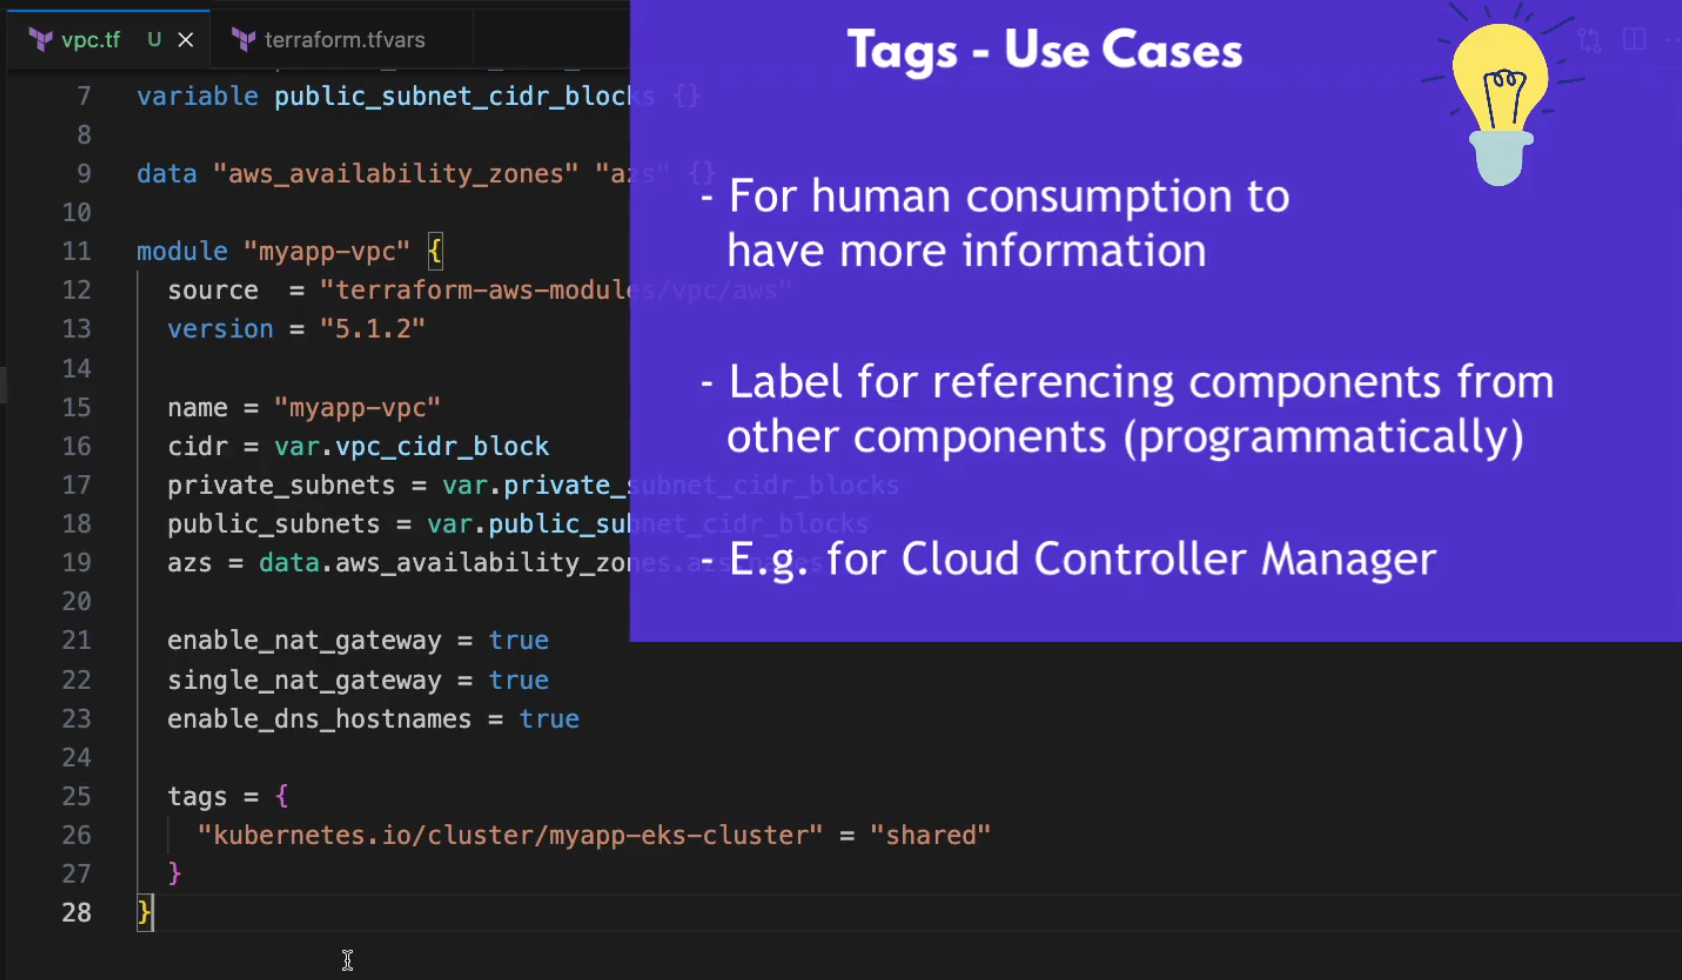 vpc.tf U terraform.tfvars
Tags - Use Cases
7 variable public_subnet_cidr_blocks {}
8
9 data "aws_availability_zones" "azs" {}
10
11 module "myapp-vpc" {
12 source = "terraform-aws-modules/vpc/aws"
13 version = "5.1.2"
14
15 name = "myapp-vpc"
16 cidr = var.vpc_cidr_block
17 private_subnets = var.private_subnet_cidr_blocks
18 public_subnets = var.public_subnet_cidr_blocks
19 azs = data.aws_availability_zones.azs.names
20
21 enable_nat_gateway = true
22 single_nat_gateway = true
23 enable_dns_hostnames = true
24
25 tags = {
26 "kubernetes.io/cluster/myapp-eks-cluster" = "shared"
27 }
28 }
- For human consumption to
have more information
- Label for referencing components from
other components (programmatically)
- E.g. for Cloud Controller Manager